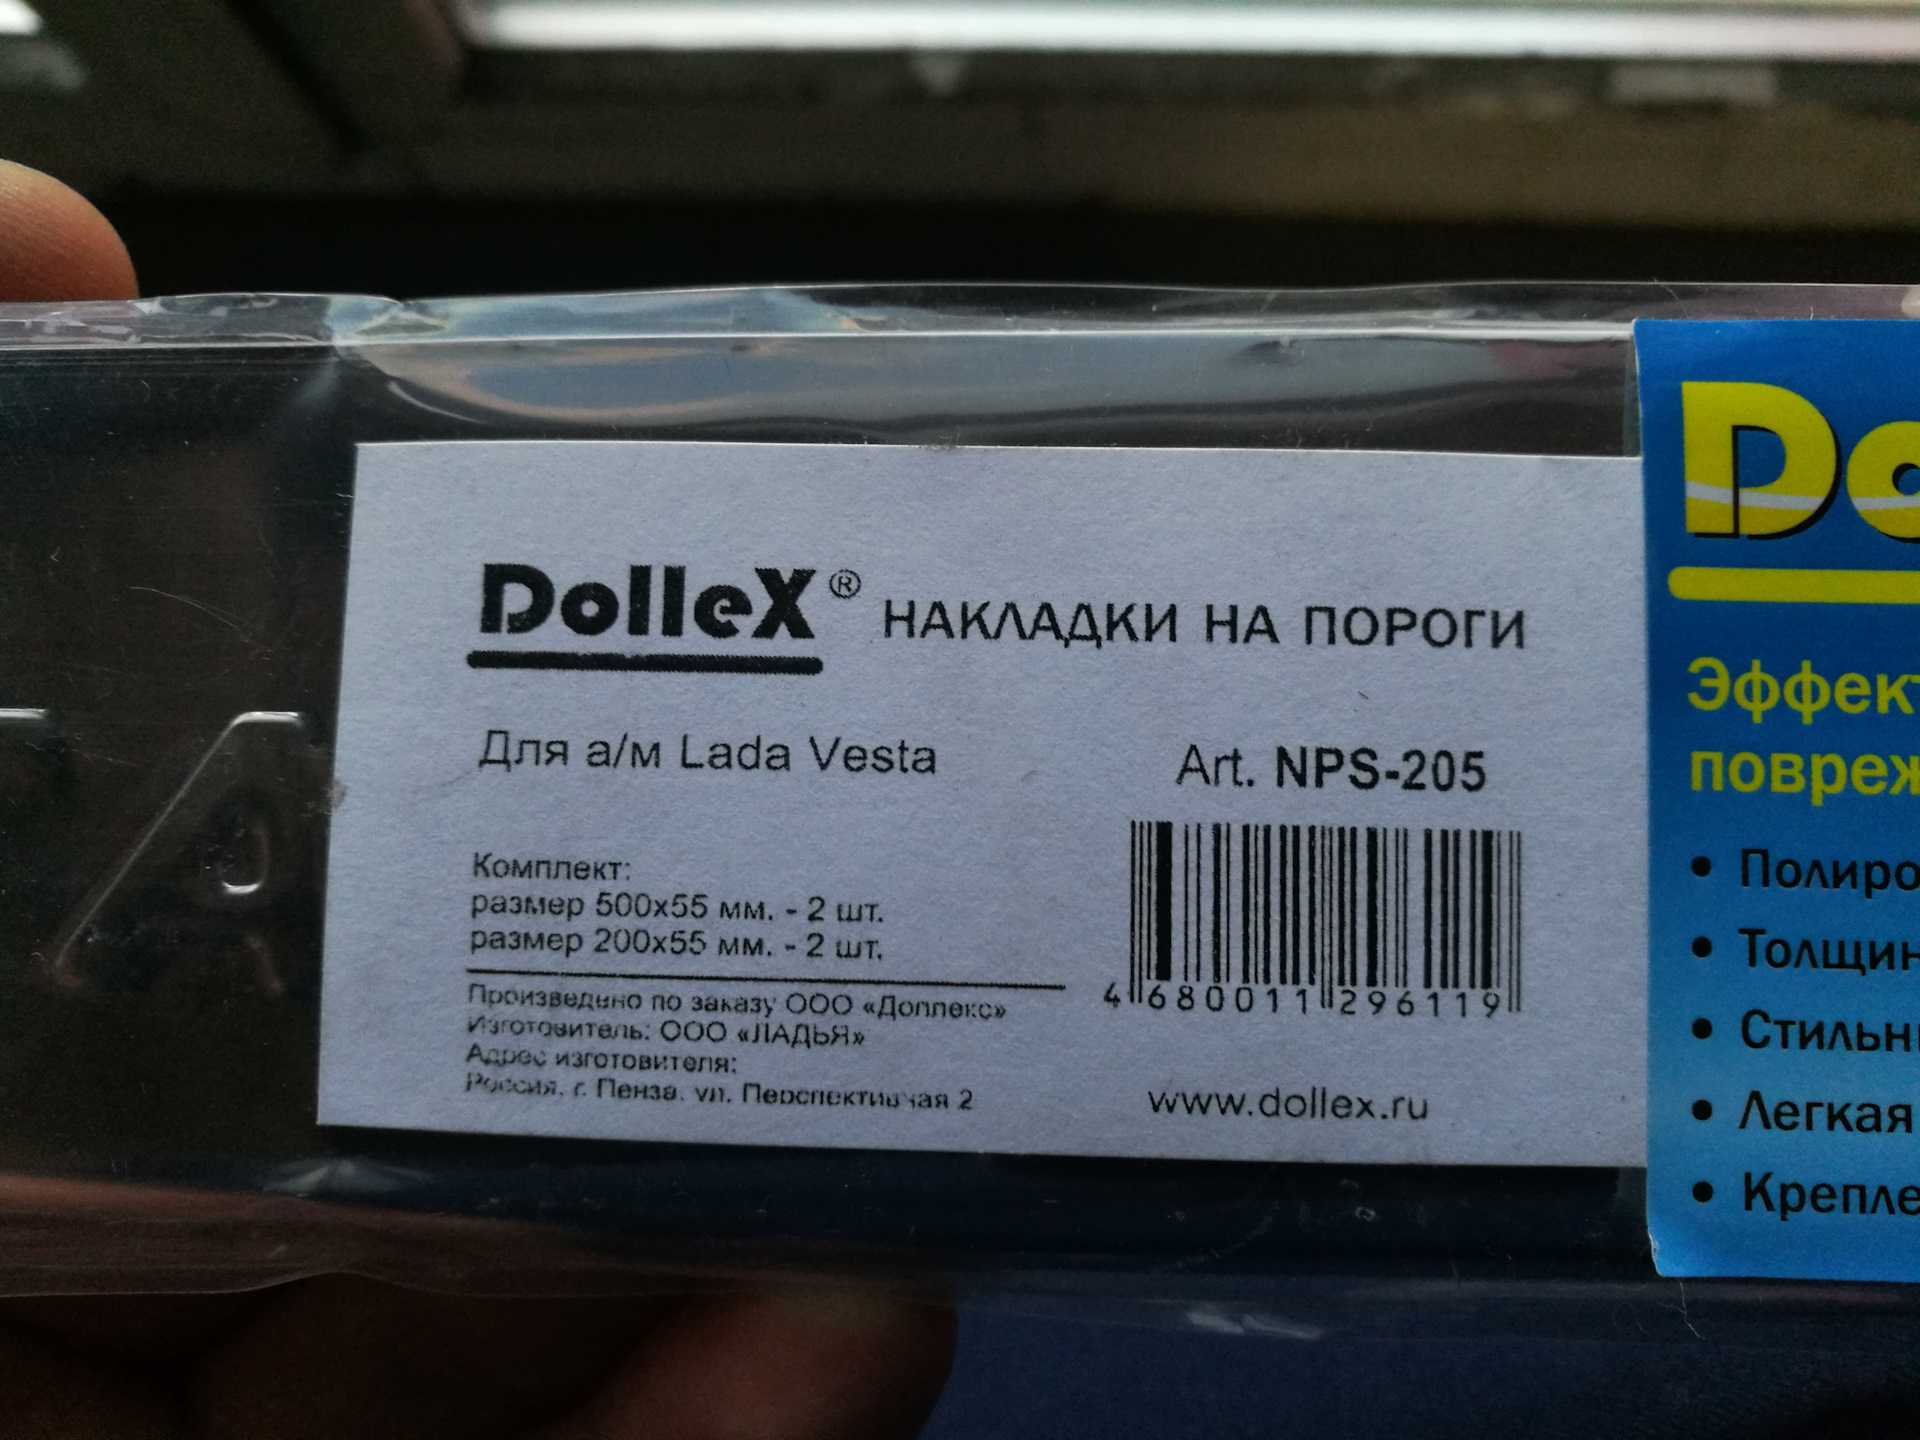 DolleX® НАКЛАДКИ НА ПОРОГИ
Для а/м Lada Vesta
Art. NPS-205
Комплект:
размер 500х55 мм. - 2 шт.
размер 200х55 мм. - 2 шт.
Произведено по заказу ООО «Доллекс»
Изготовитель: ООО «ЛАДЬЯ»
Адрес изготовителя:
Россия, г. Пенза, ул. Перспективная 2
4 680011 296119
www.dollex.ru
Do
Эффект
повреж
• Полиро
• Толщин
• Стильн
• Легкая
• Крепле
A